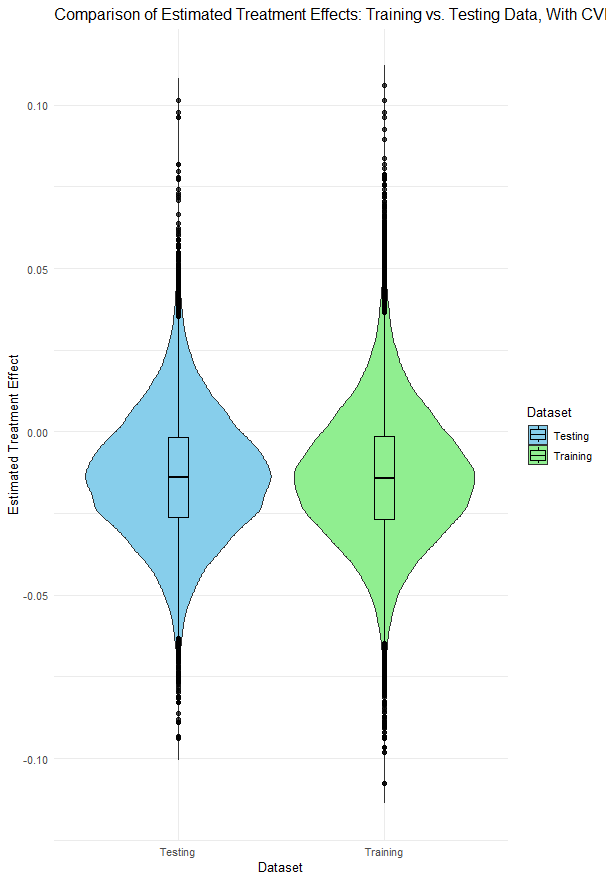 Comparison of Estimated Treatment Effects: Training vs. Testing Data, With CV
0.10
0.05
0.00
-0.05
-0.10
Estimated Treatment Effect
Testing
Training
Dataset
Dataset
Testing
Training